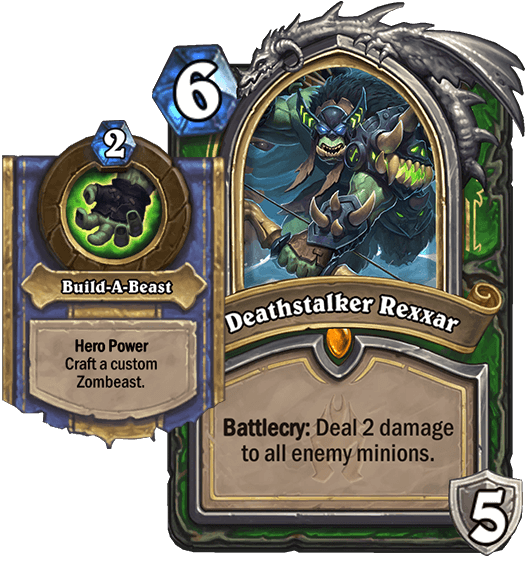 6
2
Build-A-Beast
Hero Power
Craft a custom
Zombeast.
Deathstalker Rexxar
Battlecry: Deal 2 damage
to all enemy minions.
5